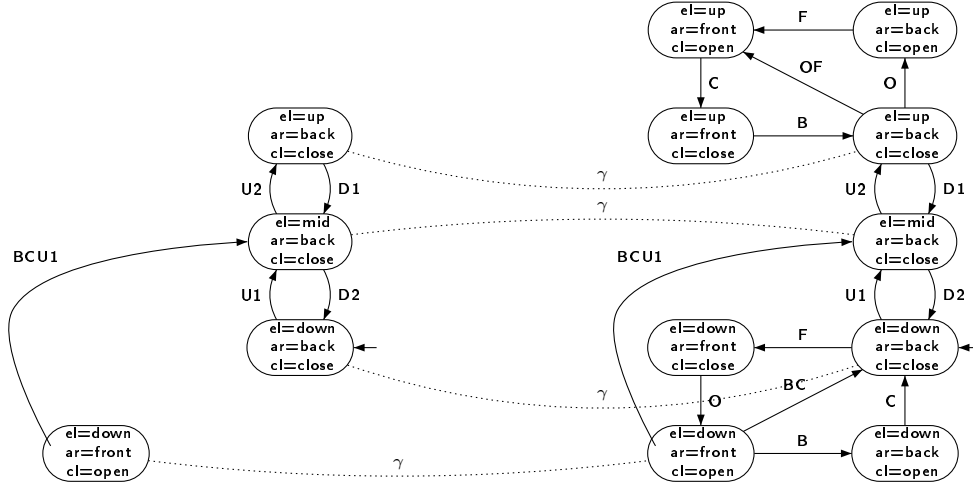 el=up
ar=front
cl=open
F
el=up
ar=back
cl=open
C
OF
O
el=up
ar=back
cl=close
el=up
ar=front
cl=close
B
el=up
ar=back
cl=close
γ
U2
D1
U2
D1
γ
el=mid
ar=back
cl=close
el=mid
ar=back
cl=close
BCU1
BCU1
U1
D2
U1
D2
el=down
ar=back
cl=close
el=down
ar=front
cl=close
F
el=down
ar=back
cl=close
γ
O
BC
C
el=down
ar=front
cl=open
γ
el=down
ar=front
cl=open
B
el=down
ar=back
cl=open